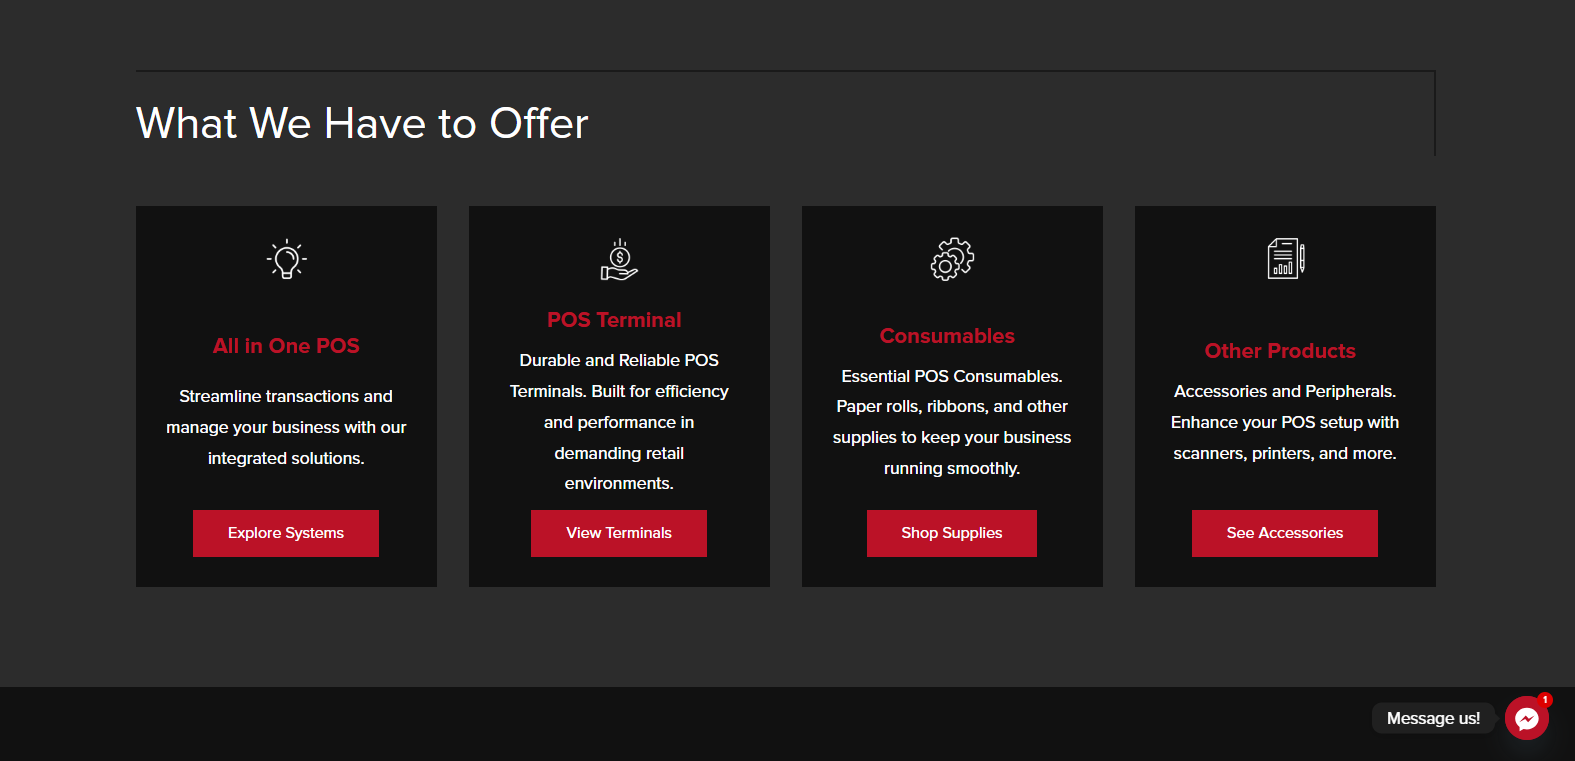 What We Have to Offer
All in One POS
Streamline transactions and
manage your business with our
integrated solutions.
Explore Systems
$
POS Terminal
Durable and Reliable POS
Terminals. Built for efficiency
and performance in
demanding retail
environments.
View Terminals
Consumables
Essential POS Consumables.
Paper rolls, ribbons, and other
supplies to keep your business
running smoothly.
Shop Supplies
Other Products
Accessories and Peripherals.
Enhance your POS setup with
scanners, printers, and more.
See Accessories
Message us!
1